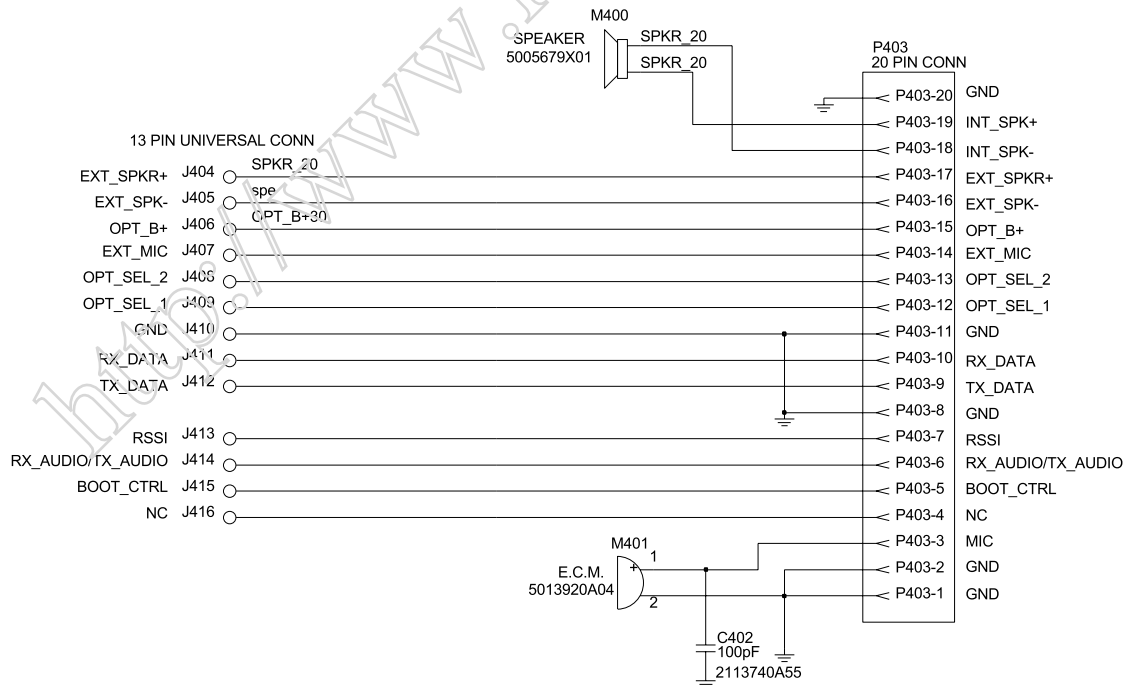 M400
SPEAKER
5005679X01
SPKR_20
SPKR_20
P403
20 PIN CONN
P403-20 GND
P403-19 INT_SPK+
P403-18 INT_SPK-
13 PIN UNIVERSAL CONN
EXT_SPKR+ J404 SPKR_20 P403-17 EXT_SPKR+
EXT_SPK- J405 spe P403-16 EXT_SPK-
OPT_B+ J406 OPT_B+30 P403-15 OPT_B+
EXT_MIC J407 P403-14 EXT_MIC
OPT_SEL_2 J408 P403-13 OPT_SEL_2
OPT_SEL_1 J409 P403-12 OPT_SEL_1
GND J410 P403-11 GND
RX_DATA J411 P403-10 RX_DATA
TX_DATA J412 P403-9 TX_DATA
P403-8 GND
RSSI J413 P403-7 RSSI
RX_AUDIO/TX_AUDIO J414 P403-6 RX_AUDIO/TX_AUDIO
BOOT_CTRL J415 P403-5 BOOT_CTRL
NC J416 P403-4 NC
P403-3 MIC
P403-2 GND
P403-1 GND
M401
E.C.M.
5013920A04
+
1
2
C402
100pF
2113740A55
http://www.